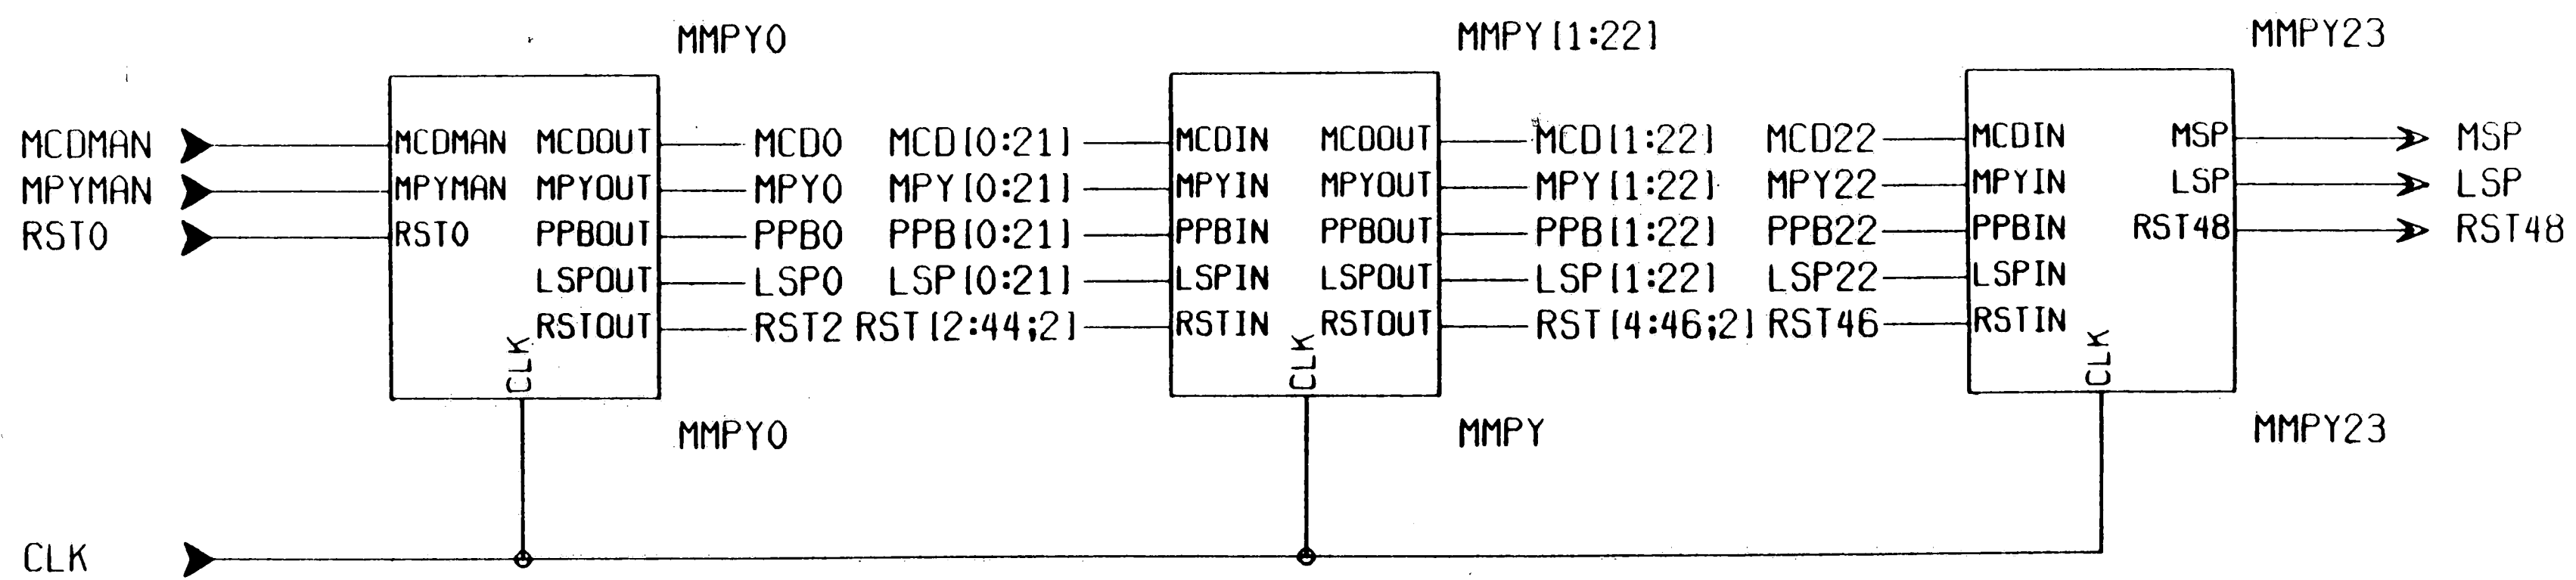 MMPY0 MMPY[1:22] MMPY23
MCDMAN MCDMAN MCDOUT MCD0 MCD[0:21] MCDIN MCDOUT MCD[1:22] MCD22 MCDIN MSP MSP
MPYMAN MPYMAN MPYOUT MPY0 MPY[0:21] MPYIN MPYOUT MPY[1:22] MPY22 MPYIN LSP LSP
RST0 RST0 PPBOUT PPB0 PPB[0:21] PPBIN PPBOUT PPB[1:22] PPB22 PPBIN RST48 RST48
LSPOUT LSP0 LSP[0:21] LSPIN LSPOUT LSP[1:22] LSP22 LSPIN
RSTOUT RST2 RST[2:44;2] RSTIN RSTOUT RST[4:46;2] RST46 RSTIN
CLK CLK CLK
MMPY0 MMPY MMPY23
CLK